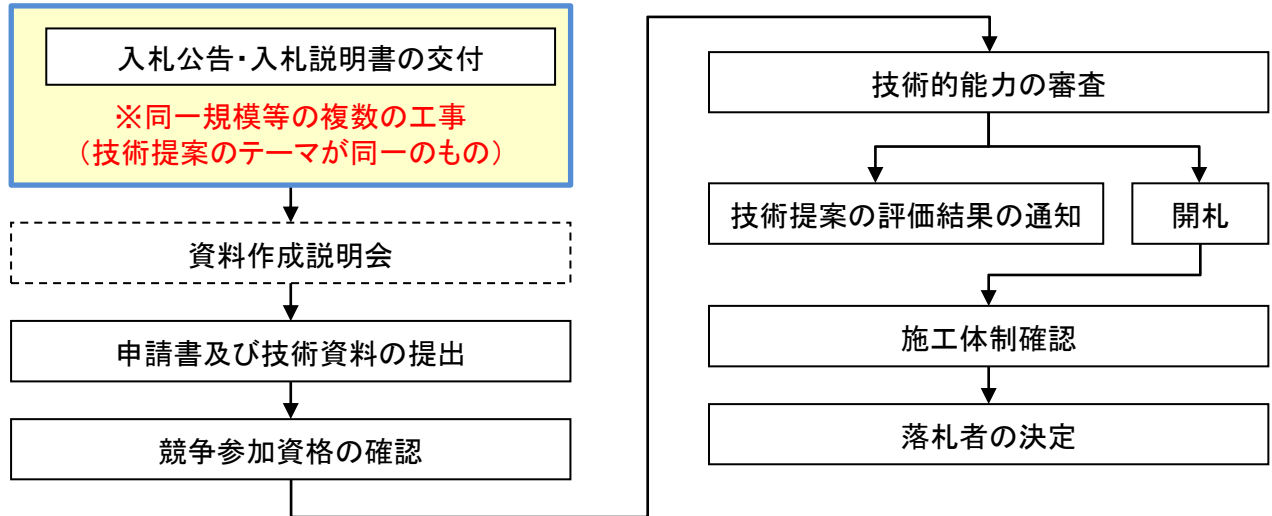 入札公告・入札説明書の交付
※同一規模等の複数の工事
（技術提案のテーマが同一のもの）
資料作成説明会
申請書及び技術資料の提出
競争参加資格の確認
技術的能力の審査
技術提案の評価結果の通知
開札
施工体制確認
落札者の決定